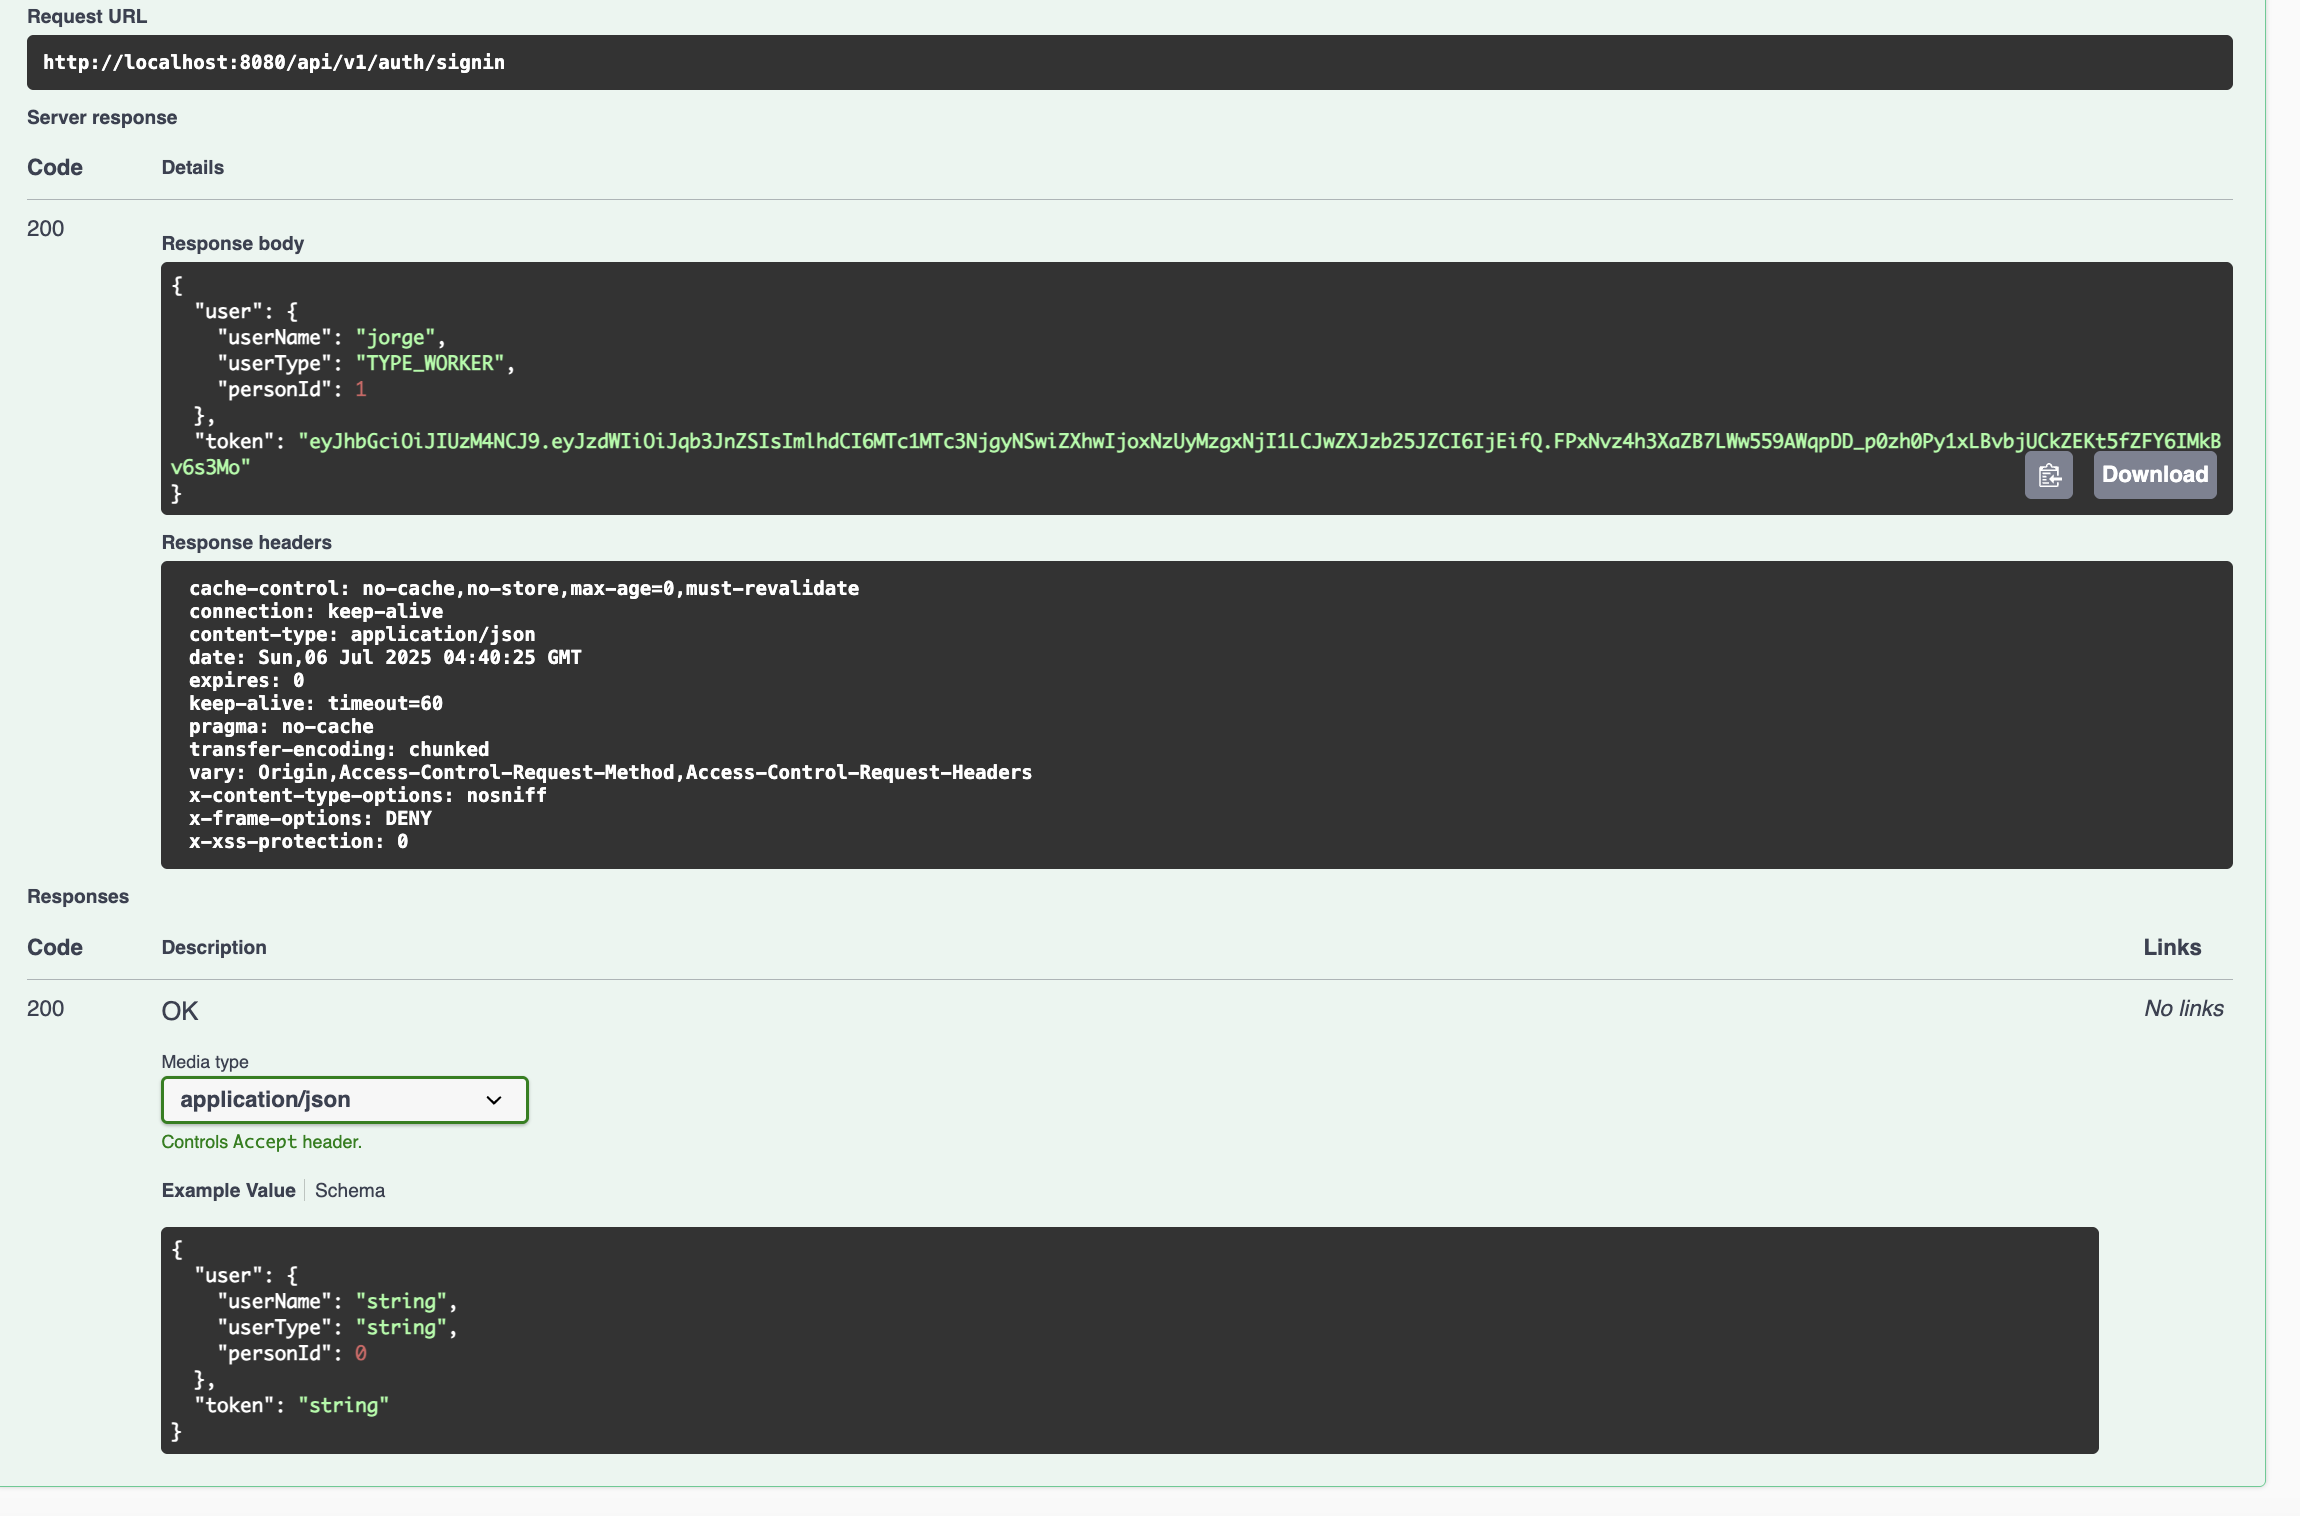 Request URL
http://localhost:8080/api/v1/auth/signin
Server response
Code Details
200
Response body
{
"user": {
"userName": "jorge",
"userType": "TYPE_WORKER",
"personId": 1
},
"token": "eyJhbGciOiJIUzM4NCJ9.eyJzdWIiOiJqb3JnZSIsImlhdCI6MTc1MTc3NjgyNSwiZXhwIjoxNzUyMzgxNjI1LCJwZXJzb25JZCI6IjEifQ.FPxNvz4h3XaZB7LWw559AWqpDD_p0zh0Py1xLBvbjUCkZEKt5fZFY6IMkB
v6s3Mo"
}
Download
Response headers
cache-control: no-cache,no-store,max-age=0,must-revalidate
connection: keep-alive
content-type: application/json
date: Sun,06 Jul 2025 04:40:25 GMT
expires: 0
keep-alive: timeout=60
pragma: no-cache
transfer-encoding: chunked
vary: Origin,Access-Control-Request-Method,Access-Control-Request-Headers
x-content-type-options: nosniff
x-frame-options: DENY
x-xss-protection: 0
Responses
Code Description Links
200 OK No links
Media type
application/json
Controls Accept header.
Example Value Schema
{
"user": {
"userName": "string",
"userType": "string",
"personId": 0
},
"token": "string"
}